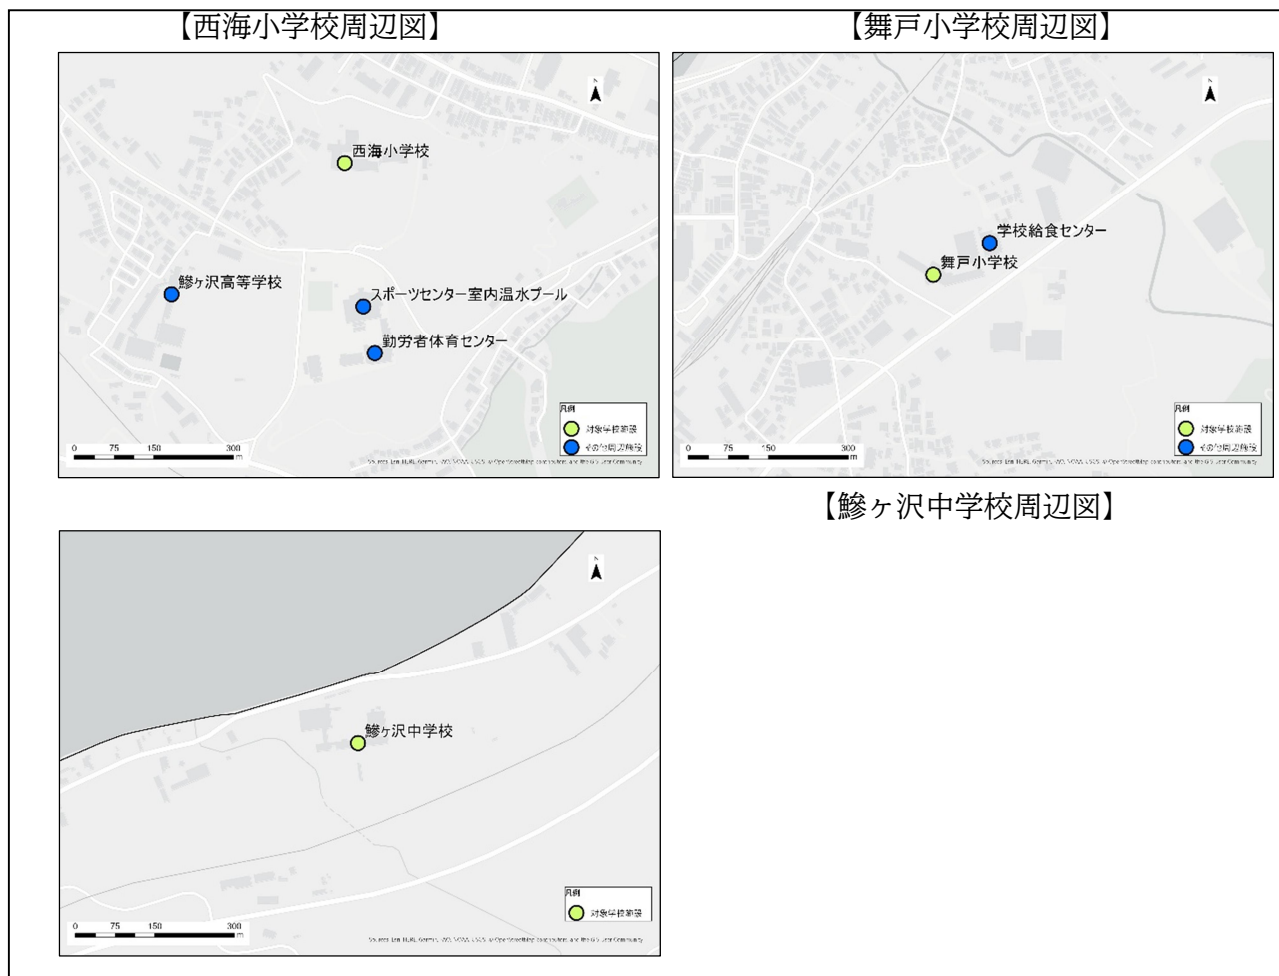 【西海小学校周辺図】
【舞戸小学校周辺図】
N
西海小学校
鰺ヶ沢高等学校
スポーツセンター室内温水プール
勤労者体育センター
凡例
対象学校施設
その他周辺施設
0 75 150 300
m
N
学校給食センター
舞戸小学校
凡例
対象学校施設
その他周辺施設
0 75 150 300
m
【鰺ヶ沢中学校周辺図】
N
鰺ヶ沢中学校
凡例
対象学校施設
0 75 150 300
m